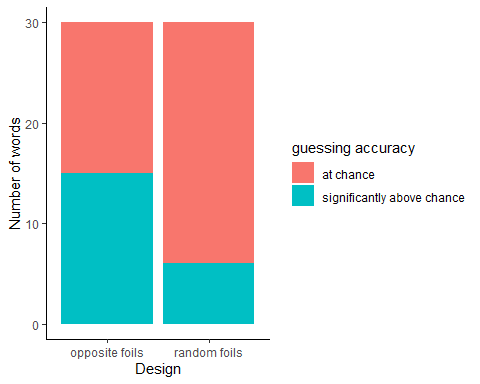 30
20
10
0
Number of words
opposite foils
random foils
Design
guessing accuracy
at chance
significantly above chance